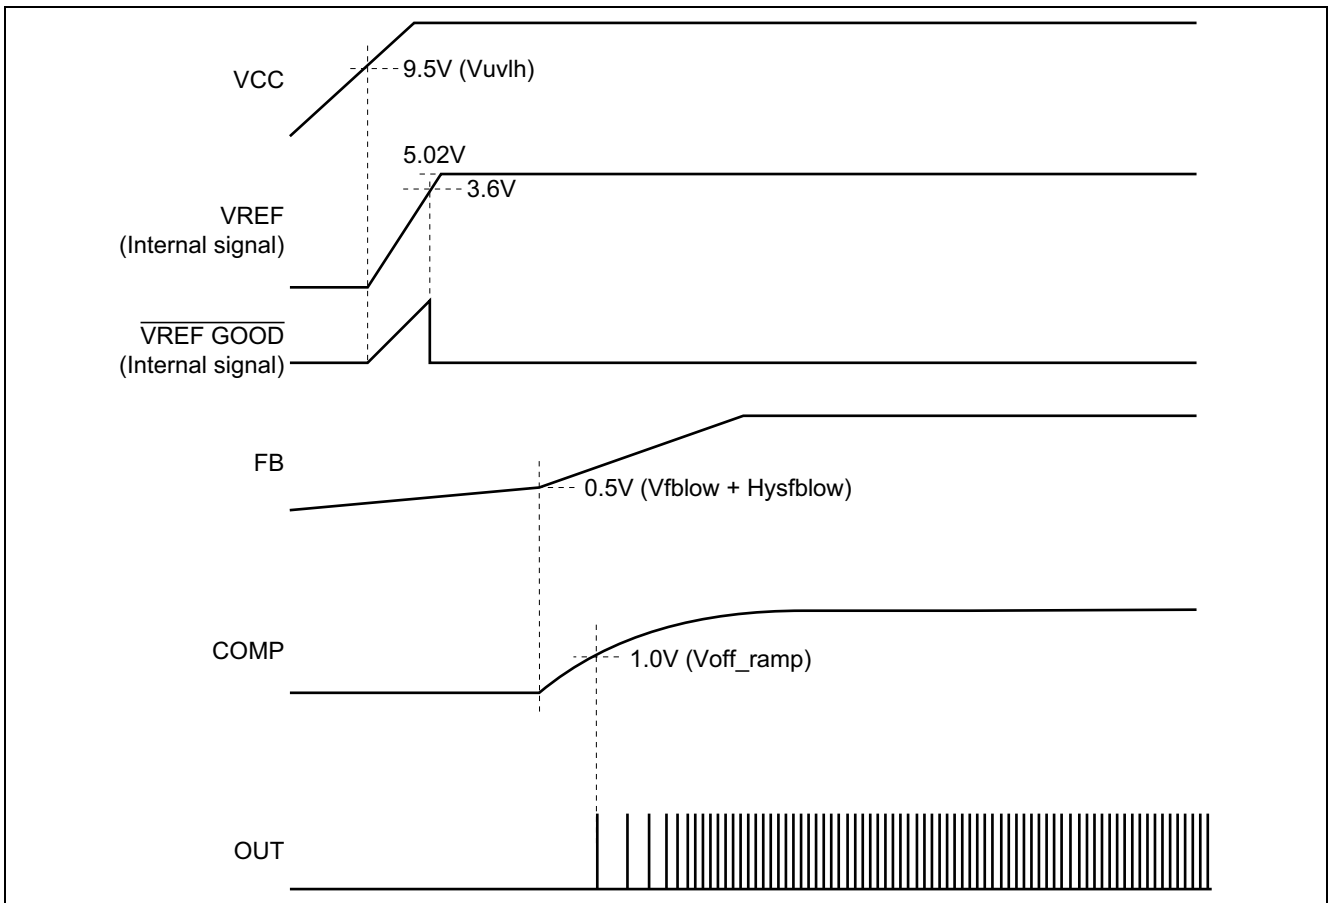 VCC
9.5V (Vuvlh)
5.02V
3.6V
VREF
(Internal signal)
VREF GOOD
(Internal signal)
FB
0.5V (Vfblow + Hysfblow)
COMP
1.0V (Voff_ramp)
OUT